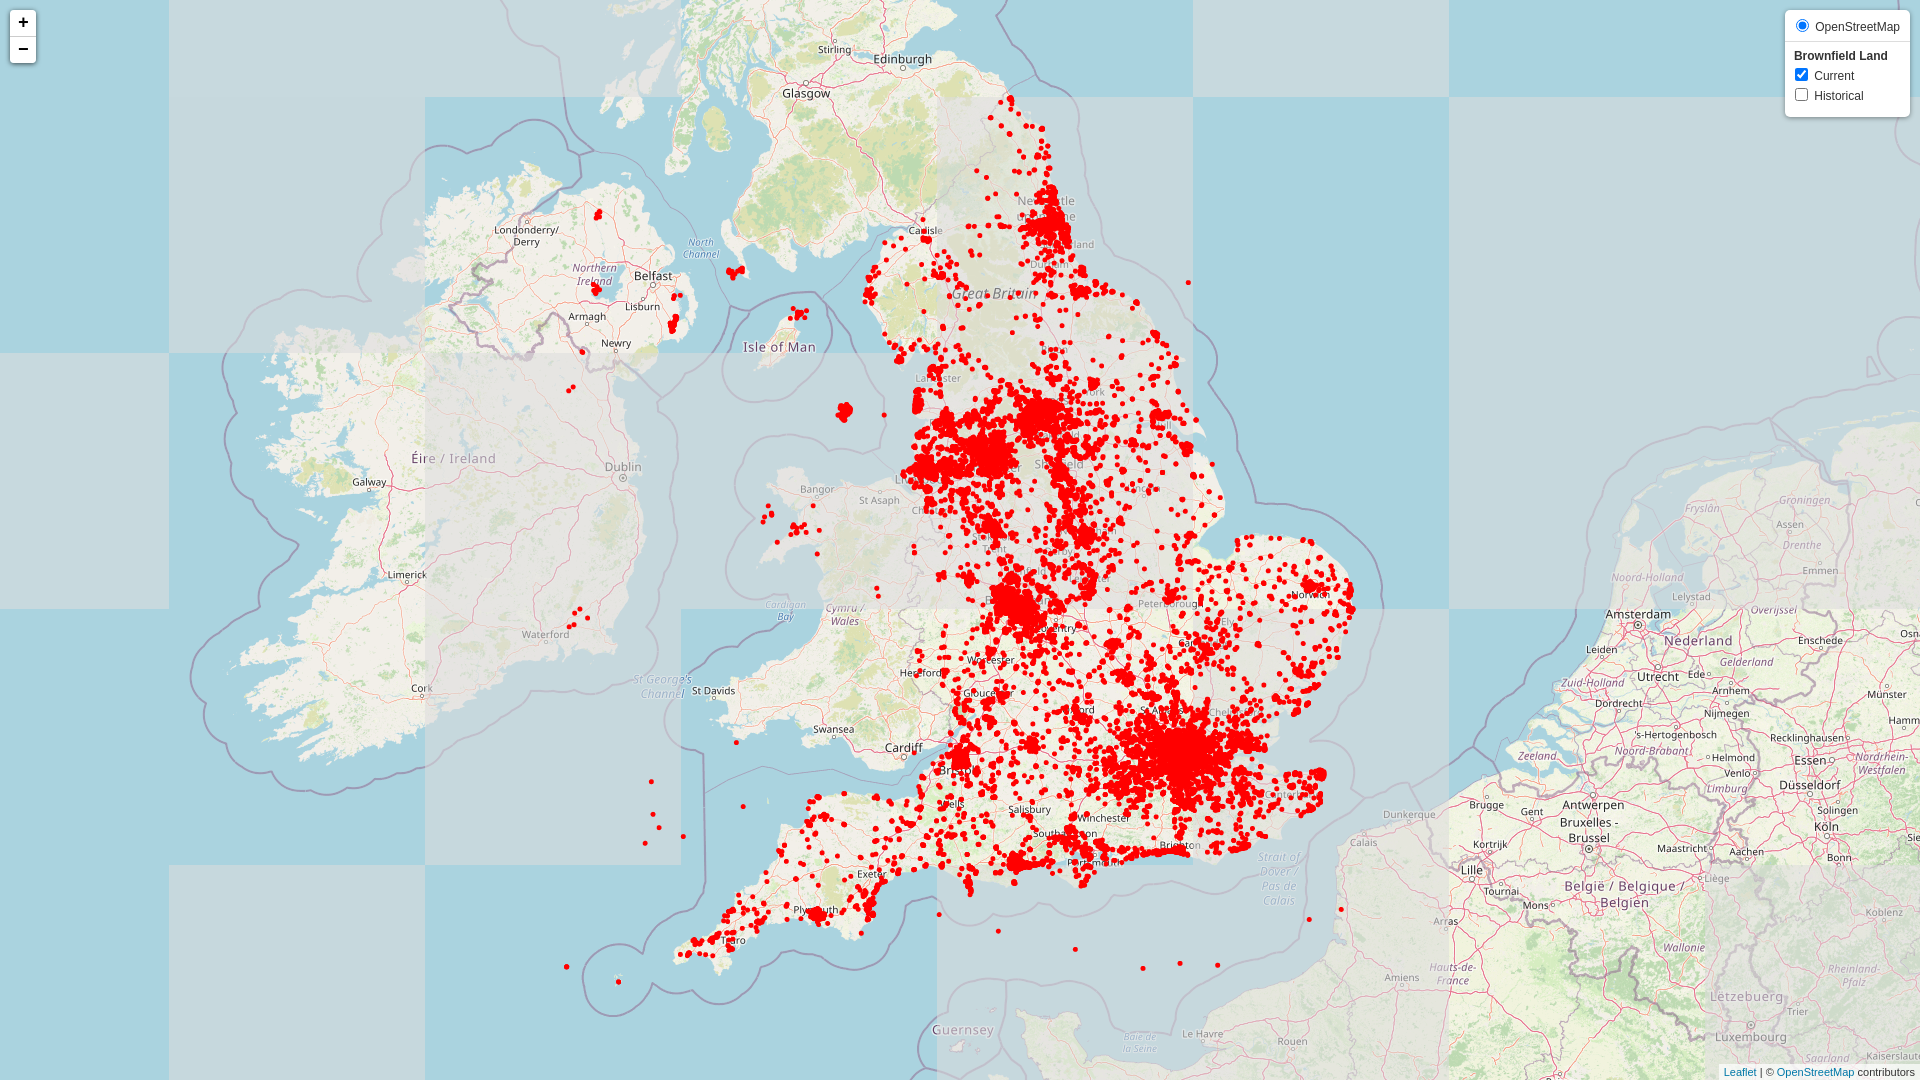 +
−
OpenStreetMap
Brownfield Land
Current
Historical
Stirling
Edinburgh
Glasgow
Londonderry/
Derry
North
Channel
Northern
Ireland
Belfast
Lisburn
Armagh
Newry
Isle of Man
Carlisle
Great Britain
Éire / Ireland
Galway
Dublin
Limerick
Waterford
Cork
St George's
Channel
Bangor
St Asaph
Cardigan
Bay
Cymru /
Wales
St Davids
Swansea
Cardiff
Hereford
Worcester
Peterborough
Norwich
Ely
Wells
Salisbury
Winchester
Southampton
Brighton
Exeter
Plymouth
Truro
Guernsey
Strait of
Dover /
Pas de
Calais
Baie de
la Seine
Le Havre
Rouen
Amiens
Hauts-de-
France
Arras
Calais
Dunkerque
Lille
Tournai
Mons
Kortrijk
Brugge
Gent
Antwerpen
Bruxelles -
Brussel
België / Belgique /
Belgien
Wallonie
Liège
Maastricht
Aachen
Köln
Bonn
Düsseldorf
Solingen
Essen
Recklinghausen
Nordrhein-
Westfalen
Rheinland-
Pfalz
Koblenz
Lëtzebuerg
Luxembourg
Trier
Saarland
Kaiserslaute
Zeeland
's-Hertogenbosch
Noord-Brabant
Helmond
Venlo
Limburg
Zuid-Holland
Dordrecht
Nijmegen
Arnhem
Ede
Utrecht
Gelderland
Leiden
Amsterdam
Nederland
Enschede
Münster
Hamm
Noord-Holland
Lelystad
Overijssel
Emmen
Drenthe
Assen
Groningen
Fryslân
Leaflet | © OpenStreetMap contributors